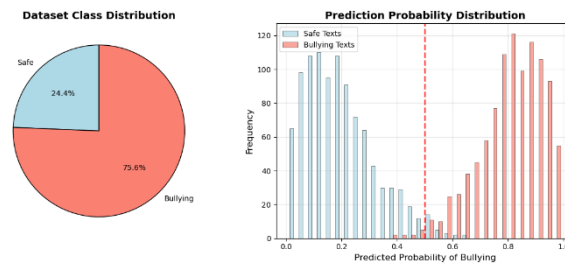 Dataset Class Distribution
Safe
24.4%
75.6%
Bullying
Prediction Probability Distribution
Safe Texts
Bullying Texts
Frequency
120
100
80
60
40
20
0
0.0 0.2 0.4 0.6 0.8
Predicted Probability of Bullying